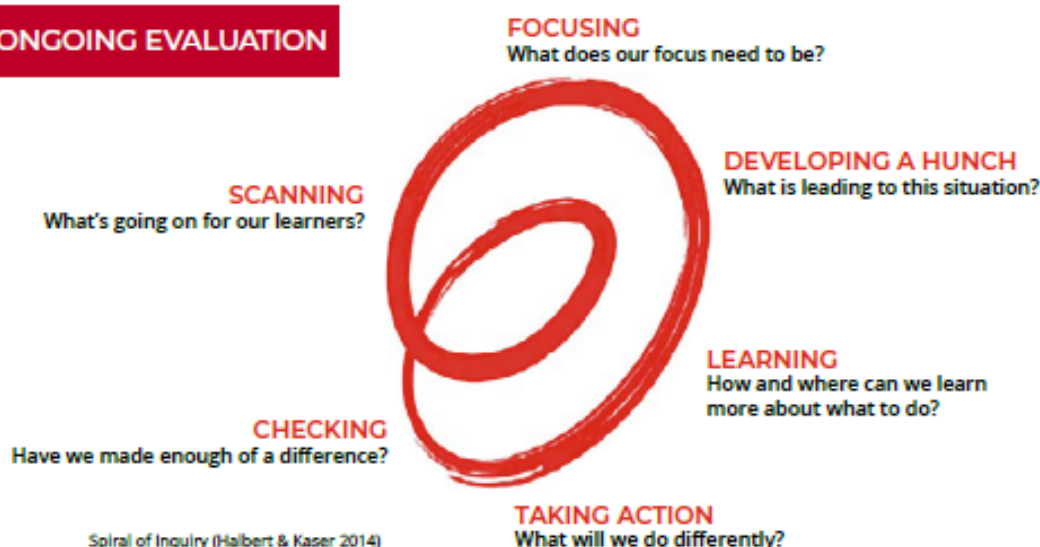 ONGOING EVALUATION
FOCUSING
What does our focus need to be?
DEVELOPING A HUNCH
What is leading to this situation?
SCANNING
What's going on for our learners?
LEARNING
How and where can we learn
more about what to do?
CHECKING
Have we made enough of a difference?
TAKING ACTION
What will we do differently?
Spiral of Inquiry (Halbert & Kaser 2014)